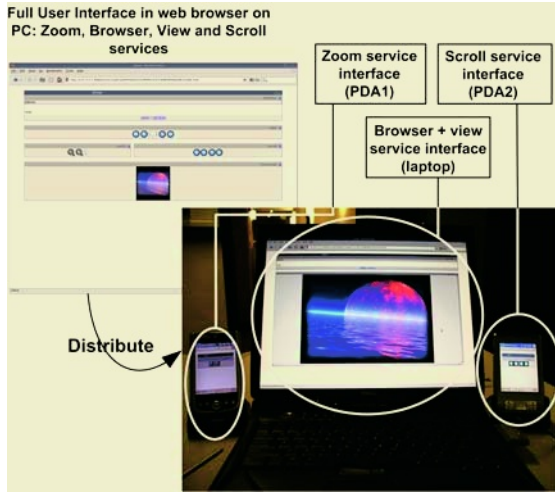 Full User Interface in web browser on
PC: Zoom, Browser, View and Scroll
services
Zoom service
interface
(PDA1)
Scroll service
interface
(PDA2)
Browser + view
service interface
(laptop)
Distribute